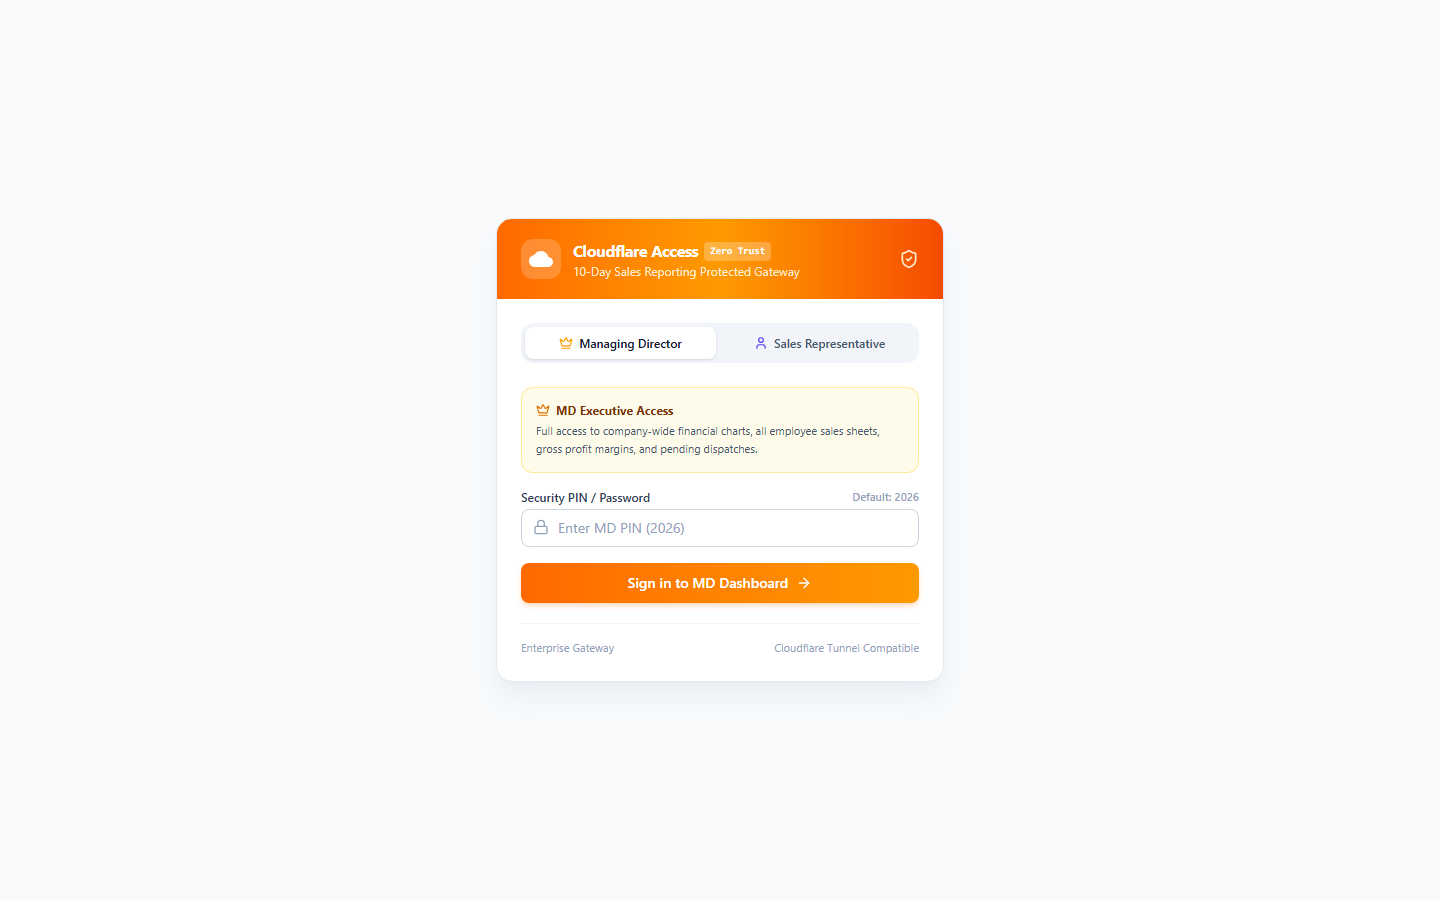 Cloudflare Access Zero Trust
10-Day Sales Reporting Protected Gateway
Managing Director Sales Representative
MD Executive Access
Full access to company-wide financial charts, all employee sales sheets,
gross profit margins, and pending dispatches.
Security PIN / Password Default: 2026
Enter MD PIN (2026)
Sign in to MD Dashboard →
Enterprise Gateway Cloudflare Tunnel Compatible